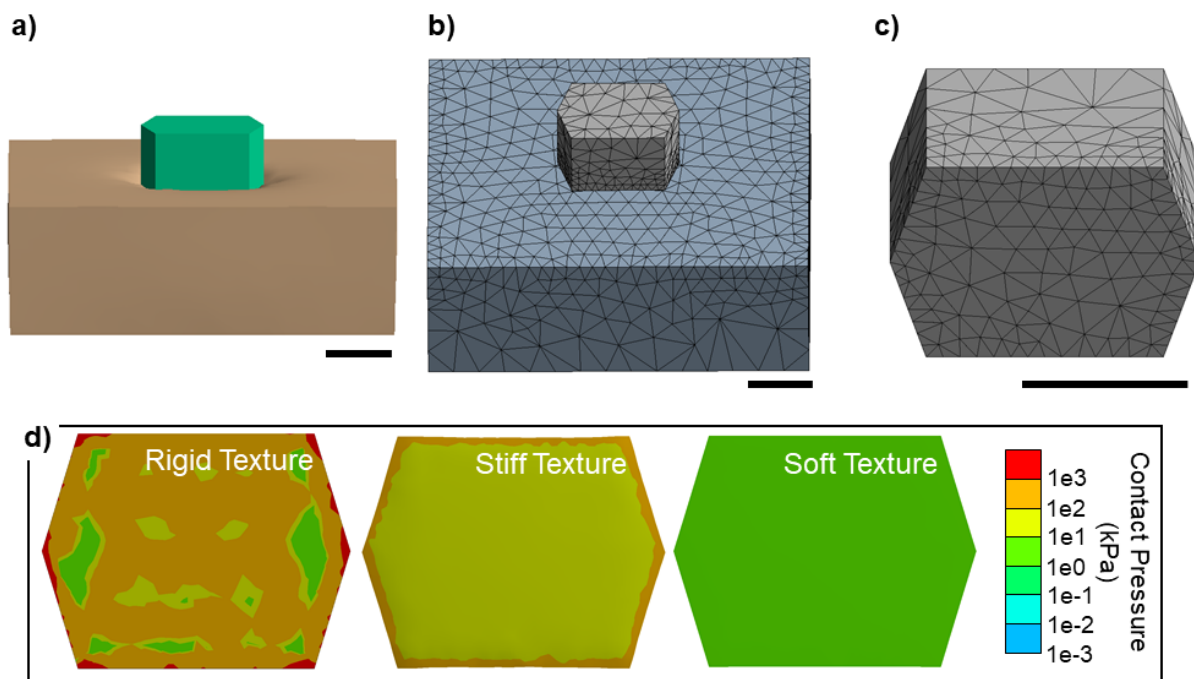 a)
b)
c)
d)
Rigid Texture
Stiff Texture
Soft Texture
1e3
1e2
1e1
1e0
1e-1
1e-2
1e-3
Contact Pressure
(kPa)